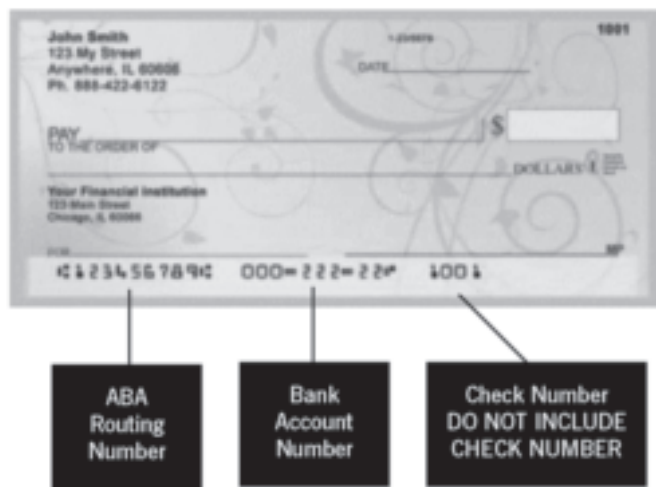 John Smith
1001
123 My Street
Anywhere, IL 60606
Ph. 888-422-6122
DATE
PAY
TO THE ORDER OF
$
DOLLARS
Your Financial Institution
123 Main Street
Chicago, IL 60066
FOR
MP
⑆123456789⑆ 000⑉222⑉22⑈ 1001
ABA
Routing
Number
Bank
Account
Number
Check Number
DO NOT INCLUDE
CHECK NUMBER